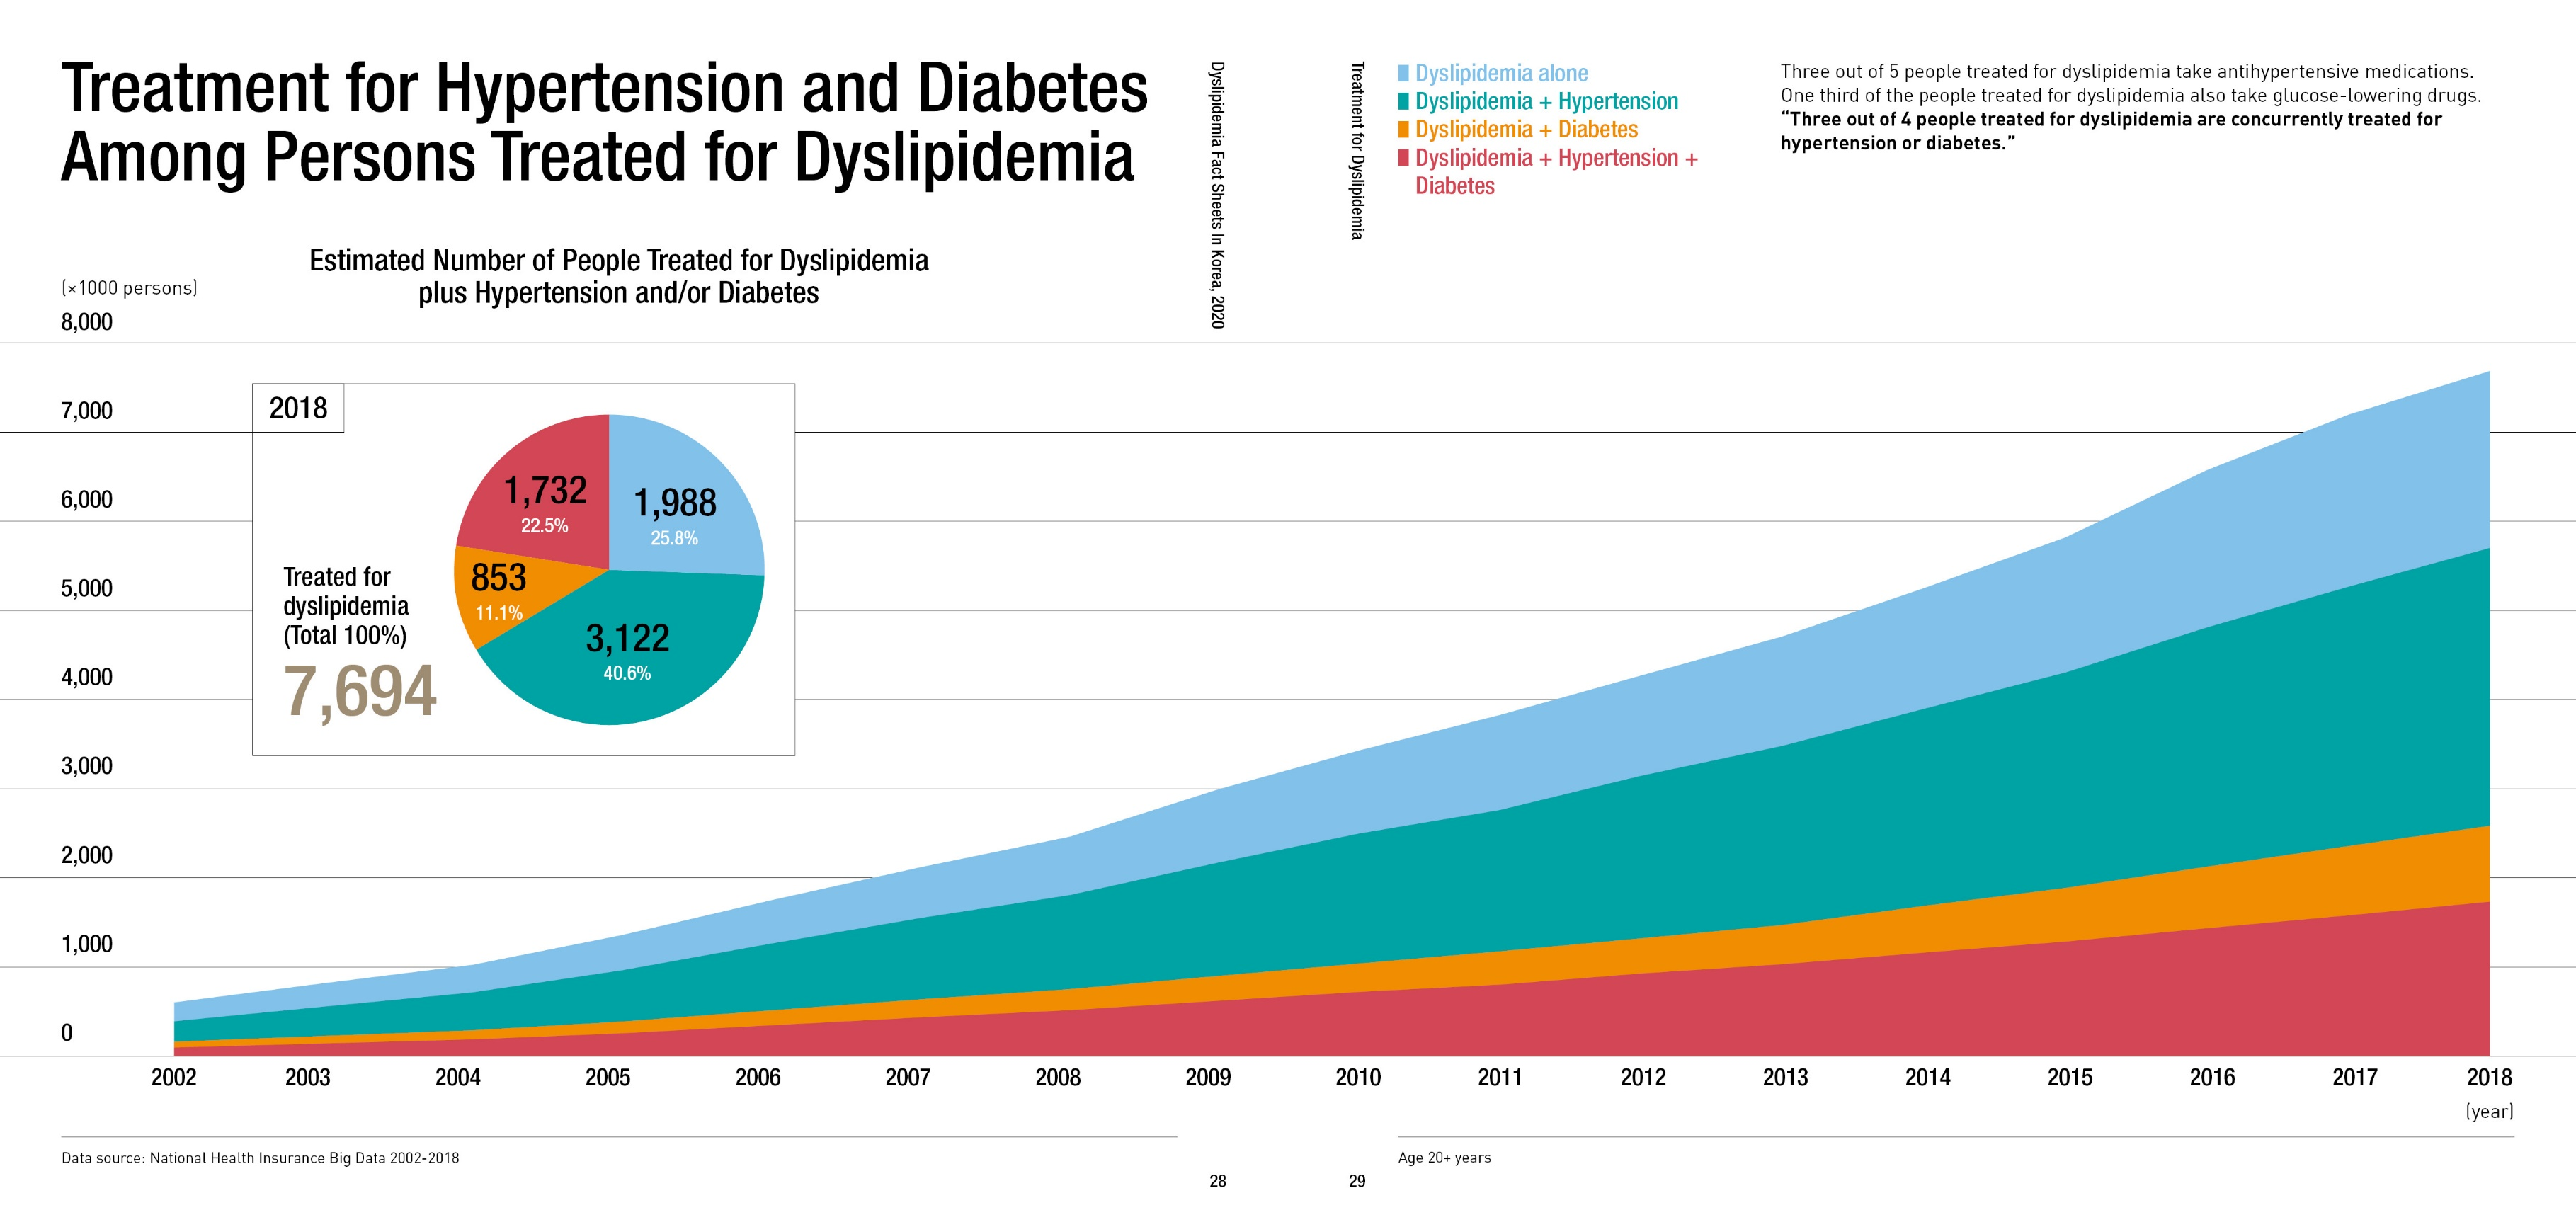 Treatment for Hypertension and Diabetes
Among Persons Treated for Dyslipidemia
Dyslipidemia Fact Sheets In Korea, 2020
Treatment for Dyslipidemia
Dyslipidemia alone
Dyslipidemia + Hypertension
Dyslipidemia + Diabetes
Dyslipidemia + Hypertension +
Diabetes
Three out of 5 people treated for dyslipidemia take antihypertensive medications.
One third of the people treated for dyslipidemia also take glucose-lowering drugs.
“Three out of 4 people treated for dyslipidemia are concurrently treated for
hypertension or diabetes.”
Estimated Number of People Treated for Dyslipidemia
plus Hypertension and/or Diabetes
(×1000 persons)
8,000
7,000
6,000
5,000
4,000
3,000
2,000
1,000
0
2018
Treated for
dyslipidemia
(Total 100%)
7,694
1,732
22.5%
1,988
25.8%
853
11.1%
3,122
40.6%
2002 2003 2004 2005 2006 2007 2008 2009 2010 2011 2012 2013 2014 2015 2016 2017 2018
(year)
Data source: National Health Insurance Big Data 2002-2018
Age 20+ years
28
29